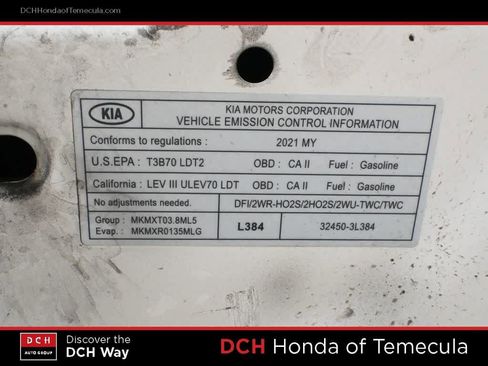 DCHHondaofTemecula.com
KIA
KIA MOTORS CORPORATION
VEHICLE EMISSION CONTROL INFORMATION
Conforms to regulations : 2021 MY
U.S.EPA : T3B70 LDT2 OBD : CA II Fuel : Gasoline
California : LEV III ULEV70 LDT OBD : CA II Fuel : Gasoline
No adjustments needed. DFI/2WR-HO2S/2HO2S/2WU-TWC/TWC
Group : MKMXT03.8ML5
Evap. : MKMXR0135MLG
L384 32450-3L384
DCH
AUTO GROUP
Discover the
DCH Way
DCH Honda of Temecula